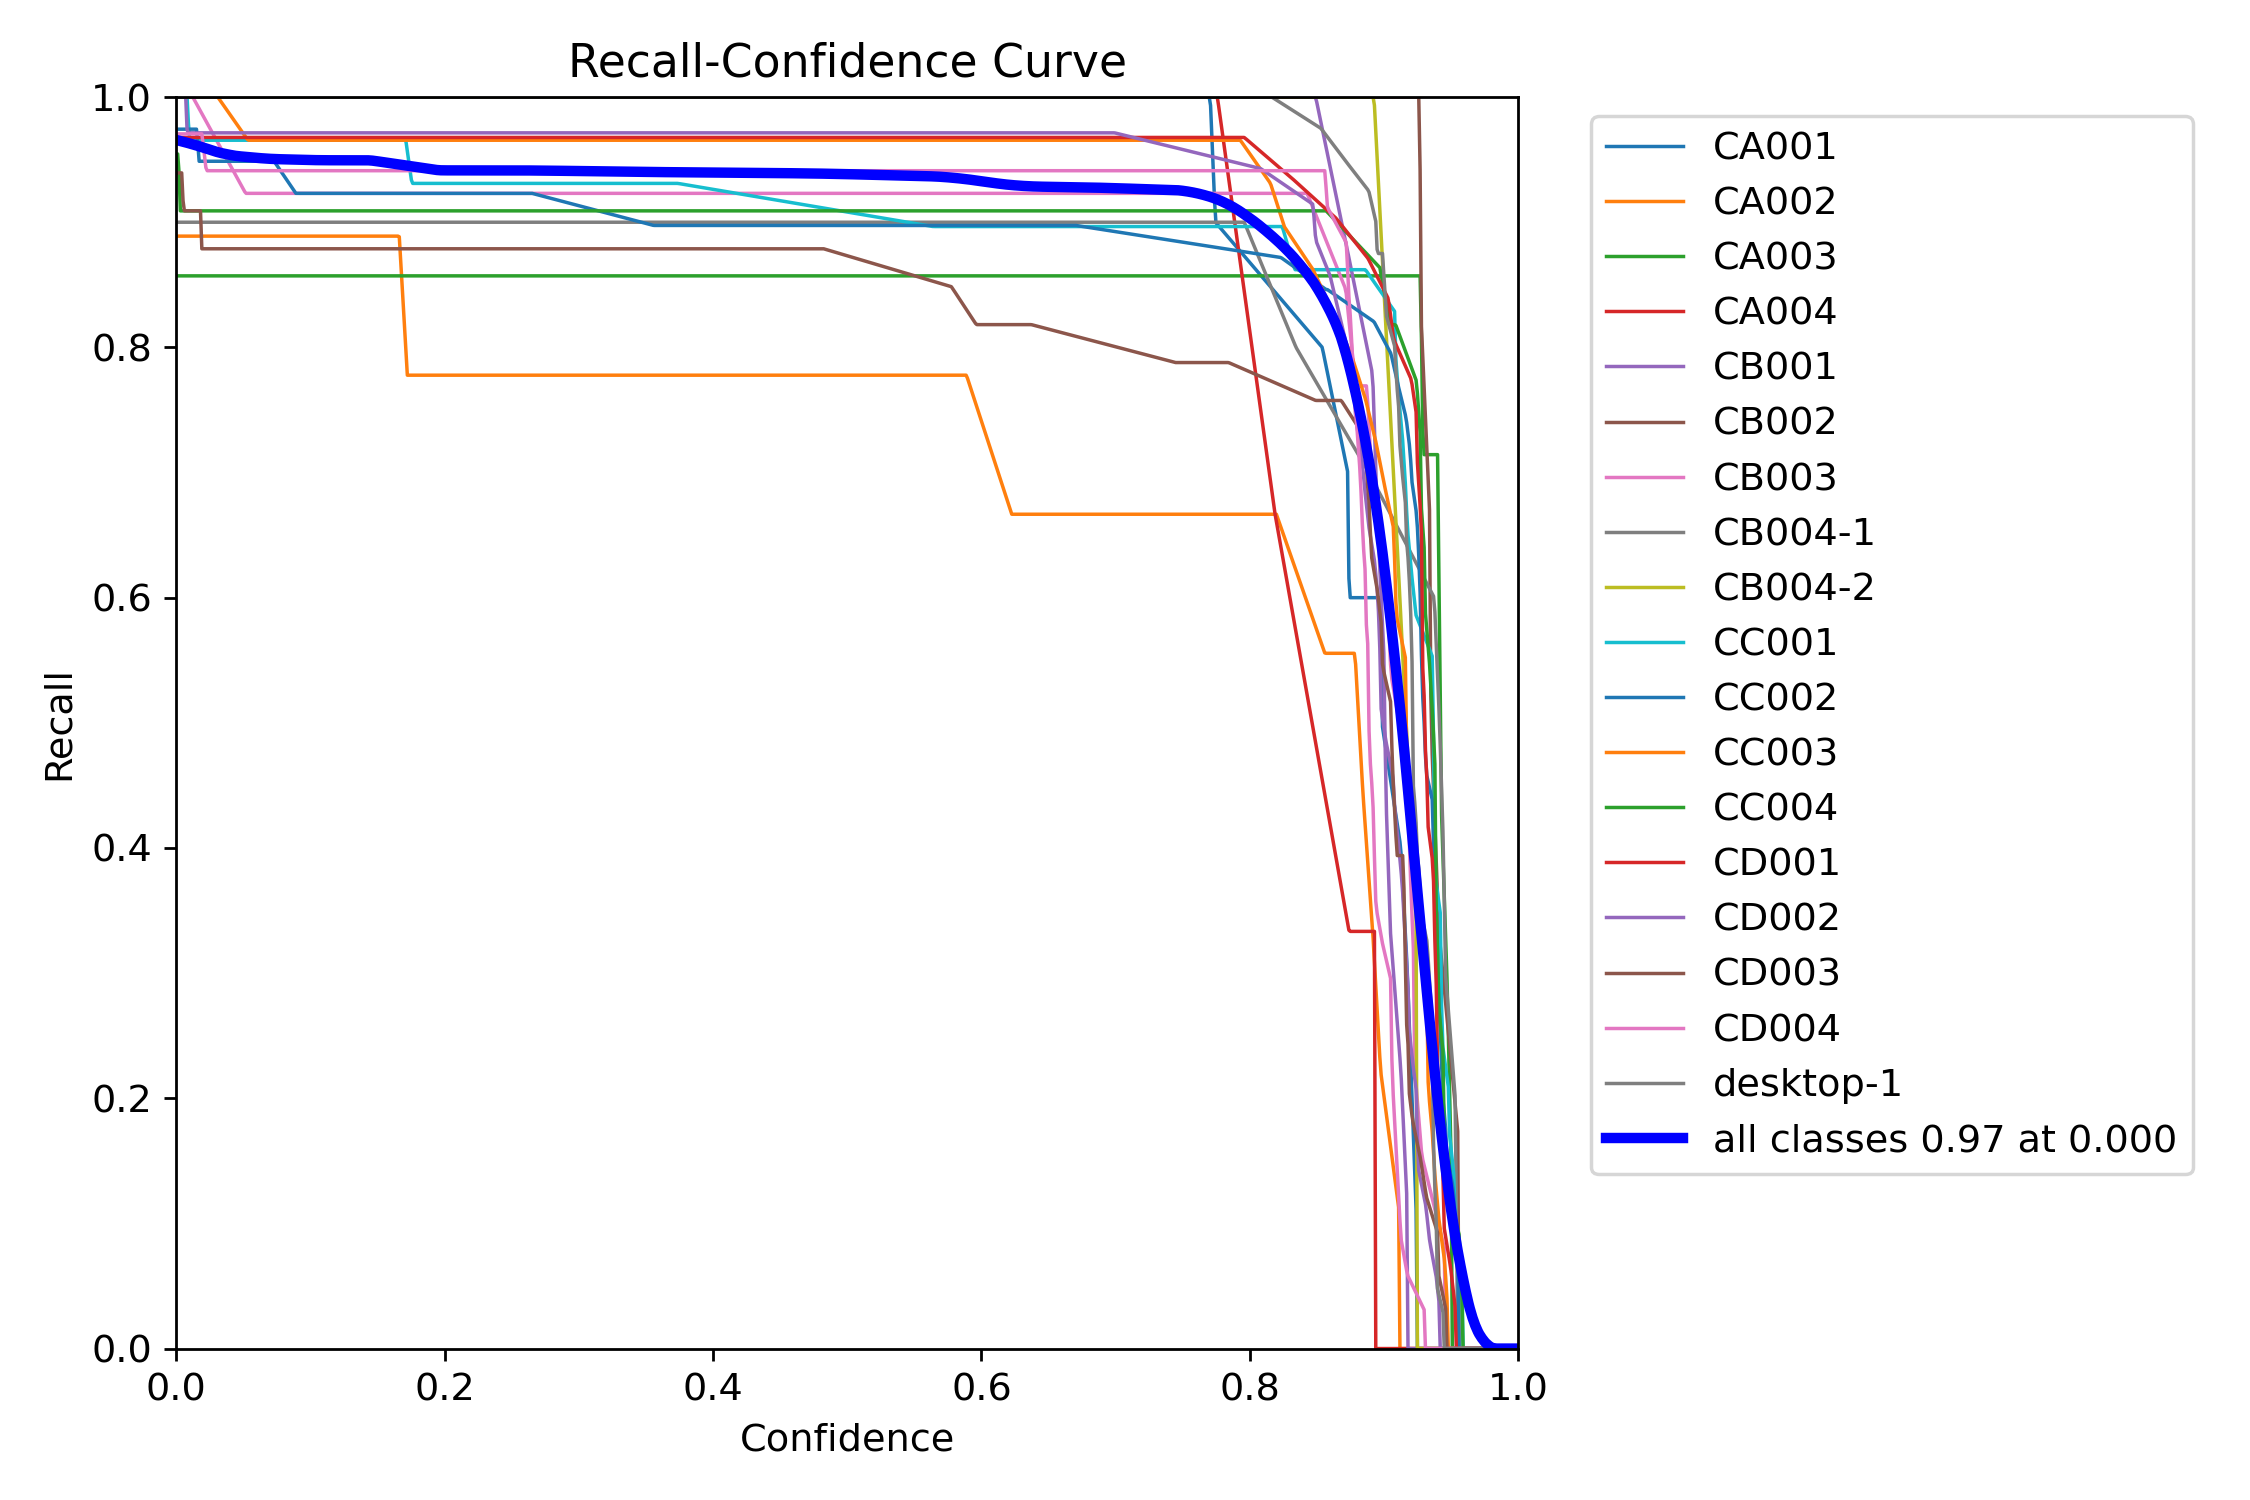 Recall-Confidence Curve
1.0
0.8
0.6
0.4
0.2
0.0
Recall
0.0 0.2 0.4 0.6 0.8 1.0
Confidence
CA001
CA002
CA003
CA004
CB001
CB002
CB003
CB004-1
CB004-2
CC001
CC002
CC003
CC004
CD001
CD002
CD003
CD004
desktop-1
all classes 0.97 at 0.000